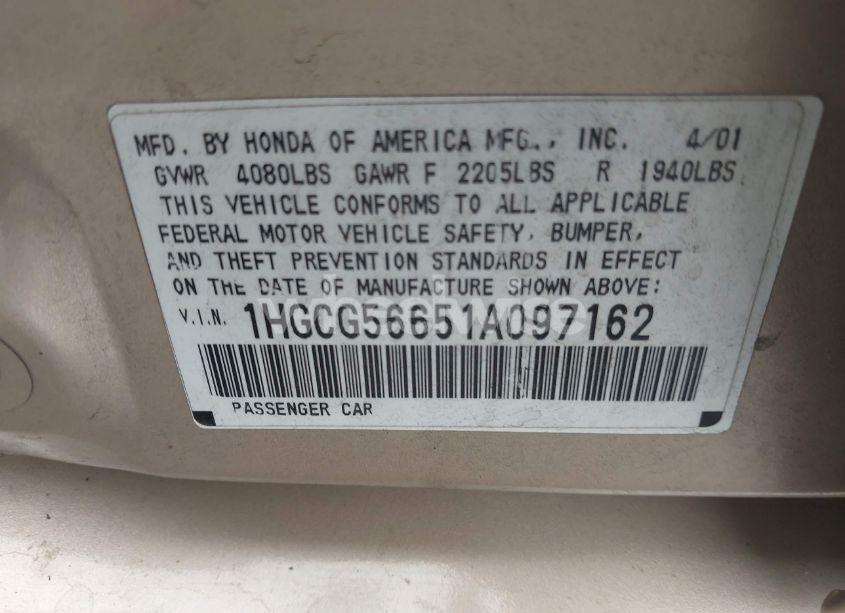 MFD. BY HONDA OF AMERICA MFG., INC. 4/01
GVWR 4080LBS GAWR F 2205LBS R 1940LBS
THIS VEHICLE CONFORMS TO ALL APPLICABLE
FEDERAL MOTOR VEHICLE SAFETY, BUMPER,
AND THEFT PREVENTION STANDARDS IN EFFECT
ON THE DATE OF MANUFACTURE SHOWN ABOVE:
V.I.N. 1HGCG56651A097162
PASSENGER CAR